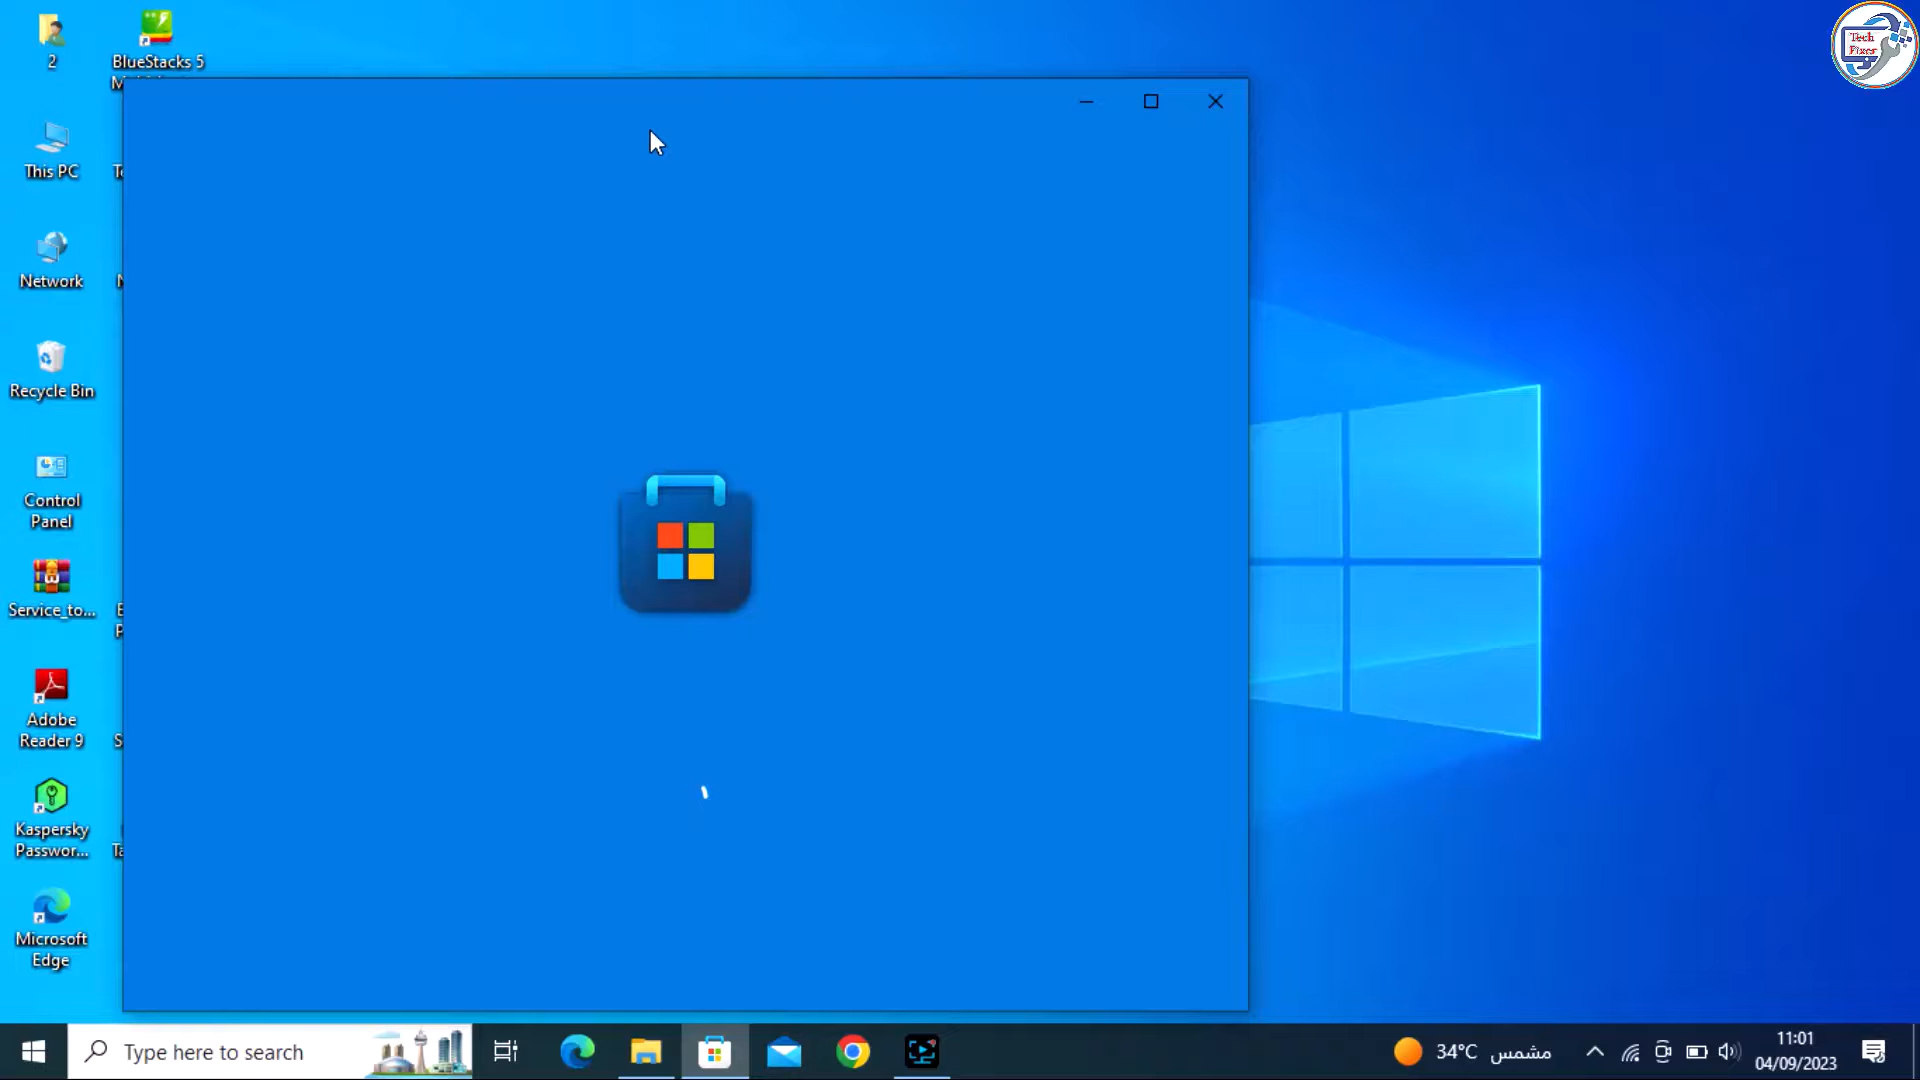 2
BlueStacks 5
This PC
Network
Recycle Bin
Control
Panel
Service_to...
Adobe
Reader 9
Kaspersky
Passwor...
Microsoft
Edge
Tech
Fixer
Type here to search
34°C مشمس
11:01
04/09/2023